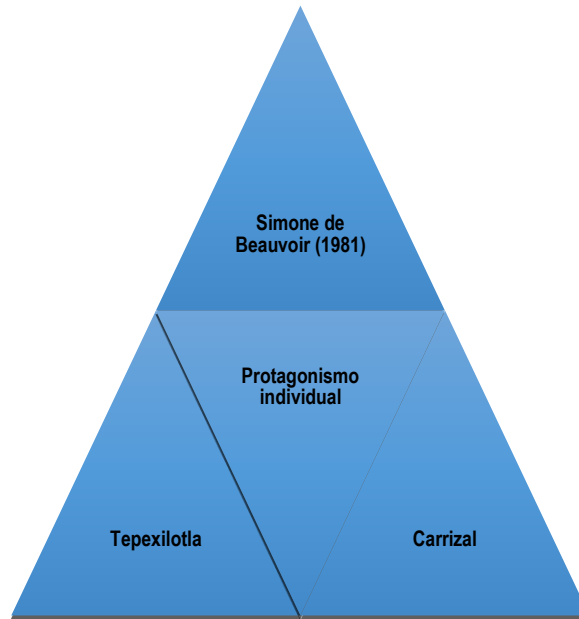 Simone de
Beauvoir (1981)
Protagonismo
individual
Tepexilotla
Carrizal